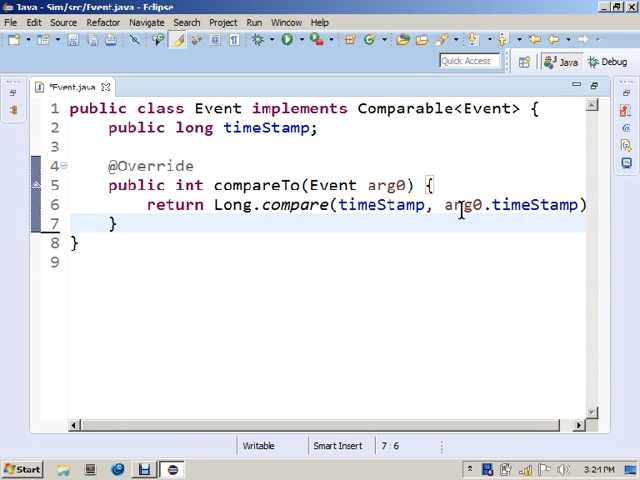 Java - Sim/src/Event.java - Eclipse
File Edit Source Refactor Navigate Search Project Run Window Help
Quick Access Java Debug
*Event.java
1 public class Event implements Comparable<Event> {
2 public long timeStamp;
3
4 @Override
5 public int compareTo(Event arg0) {
6 return Long.compare(timeStamp, arg0.timeStamp)
7 }
8 }
9
Writable Smart Insert 7 : 6
Start 3:21 PM